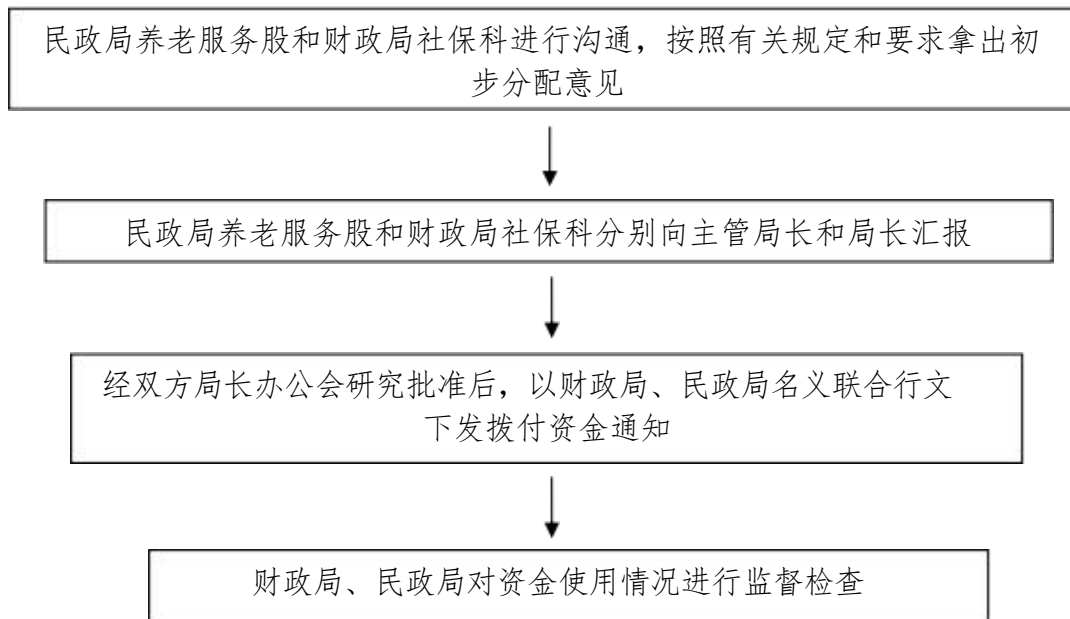 民政局养老服务股和财政局社保科进行沟通，按照有关规定和要求拿出初
步分配意见
民政局养老服务股和财政局社保科分别向主管局长和局长汇报
经双方局长办公会研究批准后，以财政局、民政局名义联合行文
下发拨付资金通知
财政局、民政局对资金使用情况进行监督检查